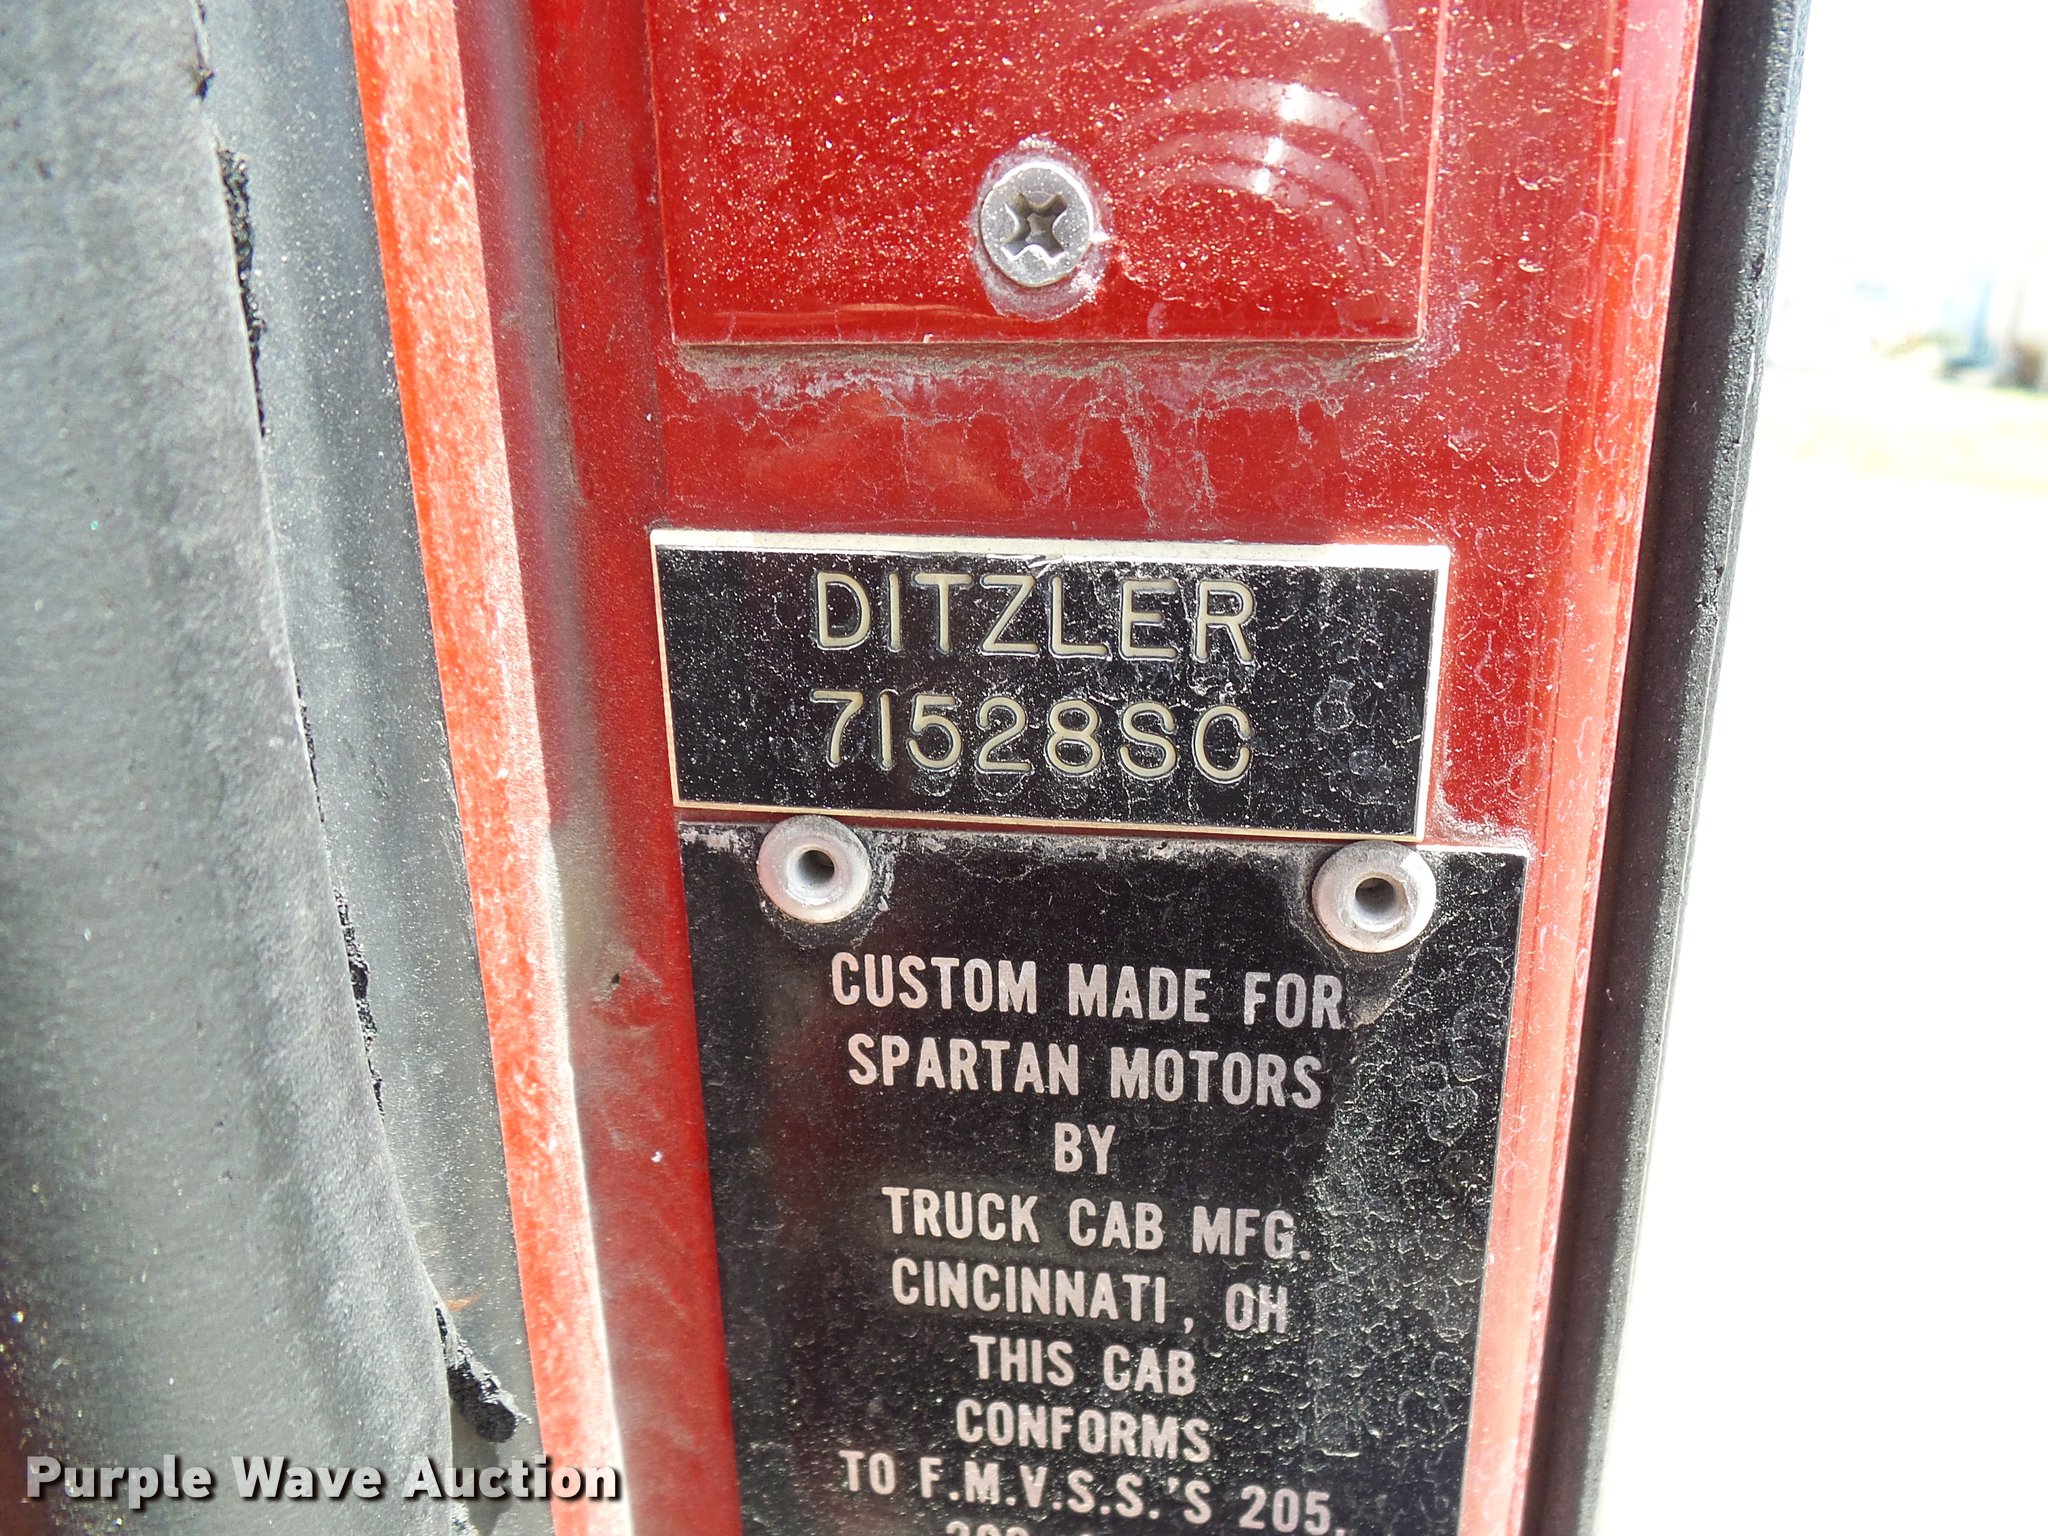 DITZLER
71528SC
CUSTOM MADE FOR
SPARTAN MOTORS
BY
TRUCK CAB MFG.
CINCINNATI, OH
THIS CAB
CONFORMS
TO F.M.V.S.S.'S 205,
Purple Wave Auction